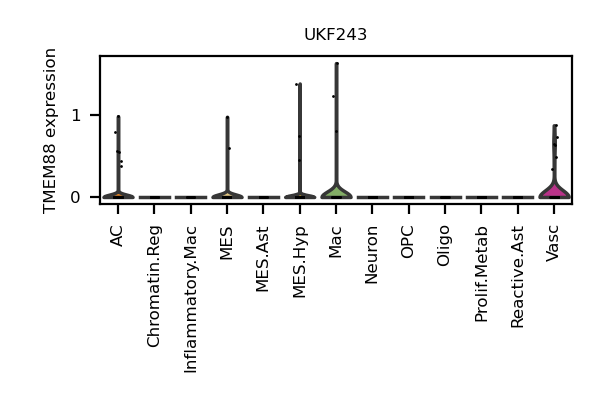 UKF243
TMEM88 expression
1
0
AC
Chromatin.Reg
Inflammatory.Mac
MES
MES.Ast
MES.Hyp
Mac
Neuron
OPC
Oligo
Prolif.Metab
Reactive.Ast
Vasc